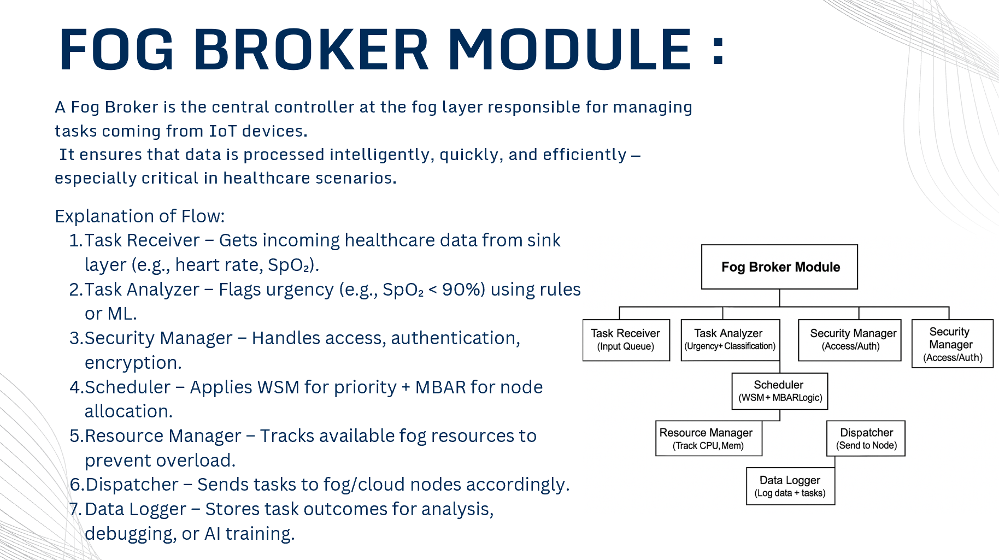 FOG BROKER MODULE :
A Fog Broker is the central controller at the fog layer responsible for managing
tasks coming from IoT devices.
It ensures that data is processed intelligently, quickly, and efficiently –
especially critical in healthcare scenarios.
Explanation of Flow:
1. Task Receiver – Gets incoming healthcare data from sink
layer (e.g., heart rate, SpO₂).
2. Task Analyzer – Flags urgency (e.g., SpO₂ < 90%) using rules
or ML.
3. Security Manager – Handles access, authentication,
encryption.
4. Scheduler – Applies WSM for priority + MBAR for node
allocation.
5. Resource Manager – Tracks available fog resources to
prevent overload.
6. Dispatcher – Sends tasks to fog/cloud nodes accordingly.
7. Data Logger – Stores task outcomes for analysis,
debugging, or AI training.
Fog Broker Module
Task Receiver
(Input Queue)
Task Analyzer
(Urgency+ Classification)
Security Manager
(Access/Auth)
Security
Manager
(Access/Auth)
Scheduler
(WSM + MBARLogic)
Resource Manager
(Track CPU, Mem)
Dispatcher
(Send to Node)
Data Logger
(Log data + tasks)